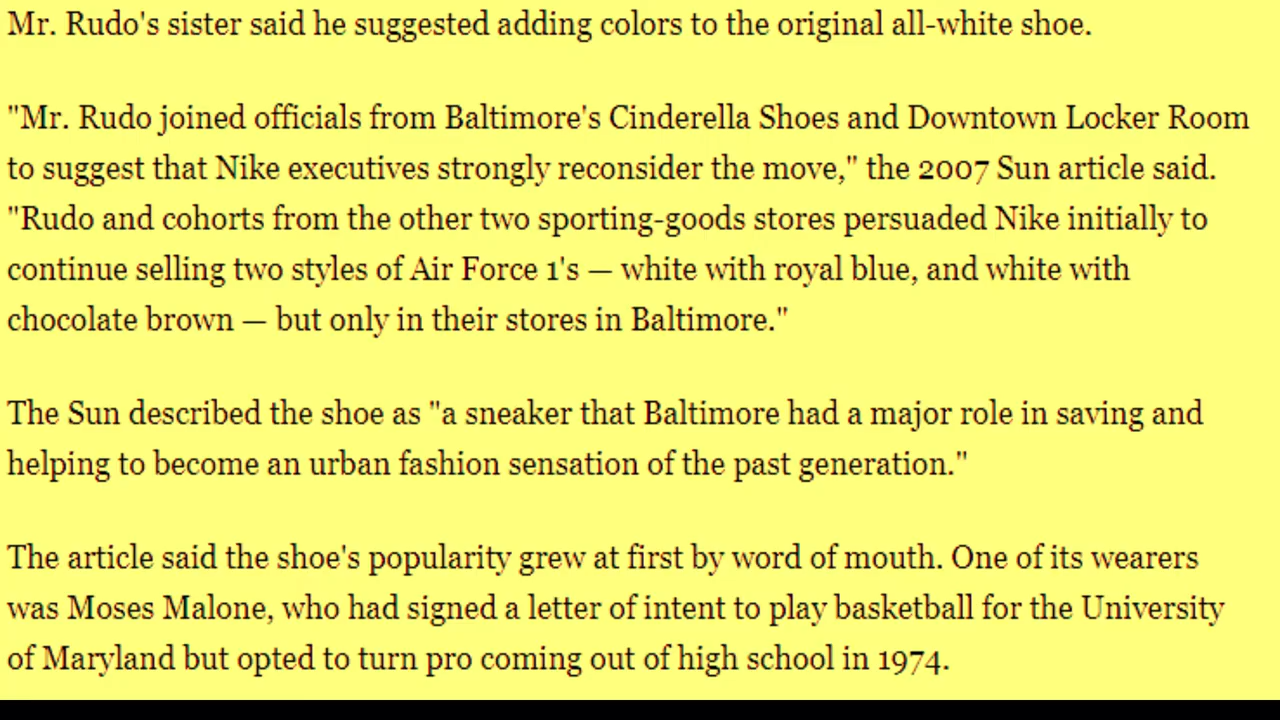 Mr. Rudo's sister said he suggested adding colors to the original all-white shoe.
"Mr. Rudo joined officials from Baltimore's Cinderella Shoes and Downtown Locker Room
to suggest that Nike executives strongly reconsider the move," the 2007 Sun article said.
"Rudo and cohorts from the other two sporting-goods stores persuaded Nike initially to
continue selling two styles of Air Force 1's — white with royal blue, and white with
chocolate brown — but only in their stores in Baltimore."
The Sun described the shoe as "a sneaker that Baltimore had a major role in saving and
helping to become an urban fashion sensation of the past generation."
The article said the shoe's popularity grew at first by word of mouth. One of its wearers
was Moses Malone, who had signed a letter of intent to play basketball for the University
of Maryland but opted to turn pro coming out of high school in 1974.